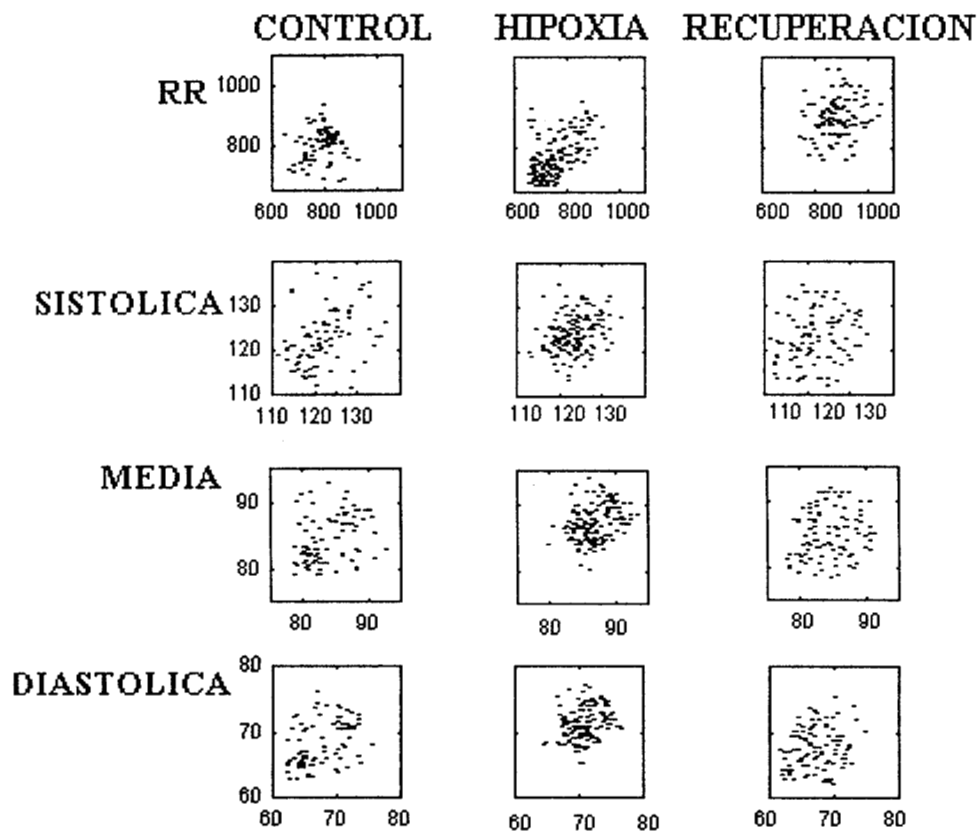 CONTROL HIPOXIA RECUPERACION
RR 1000
800
600 800 1000 600 800 1000 600 800 1000
SISTOLICA 130
120
110
110 120 130 110 120 130 110 120 130
MEDIA
90
80
80 90 80 90 80 90
80
DIASTOLICA
70
60
60 70 80 60 70 80 60 70 80